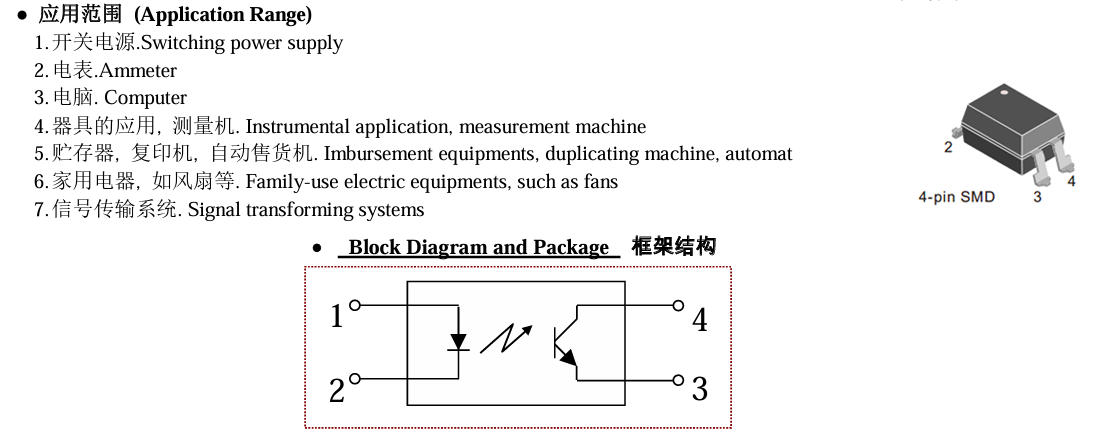 ● 应用范围 (Application Range)
1.开关电源.Switching power supply
2.电表.Ammeter
3.电脑. Computer
4.器具的应用, 测量机. Instrumental application, measurement machine
5.贮存器, 复印机, 自动售货机. Imbursement equipments, duplicating machine, automat
6.家用电器, 如风扇等. Family-use electric equipments, such as fans
7.信号传输系统. Signal transforming systems
2
4
3
4-pin SMD
● Block Diagram and Package 框架结构
1
4
2
3